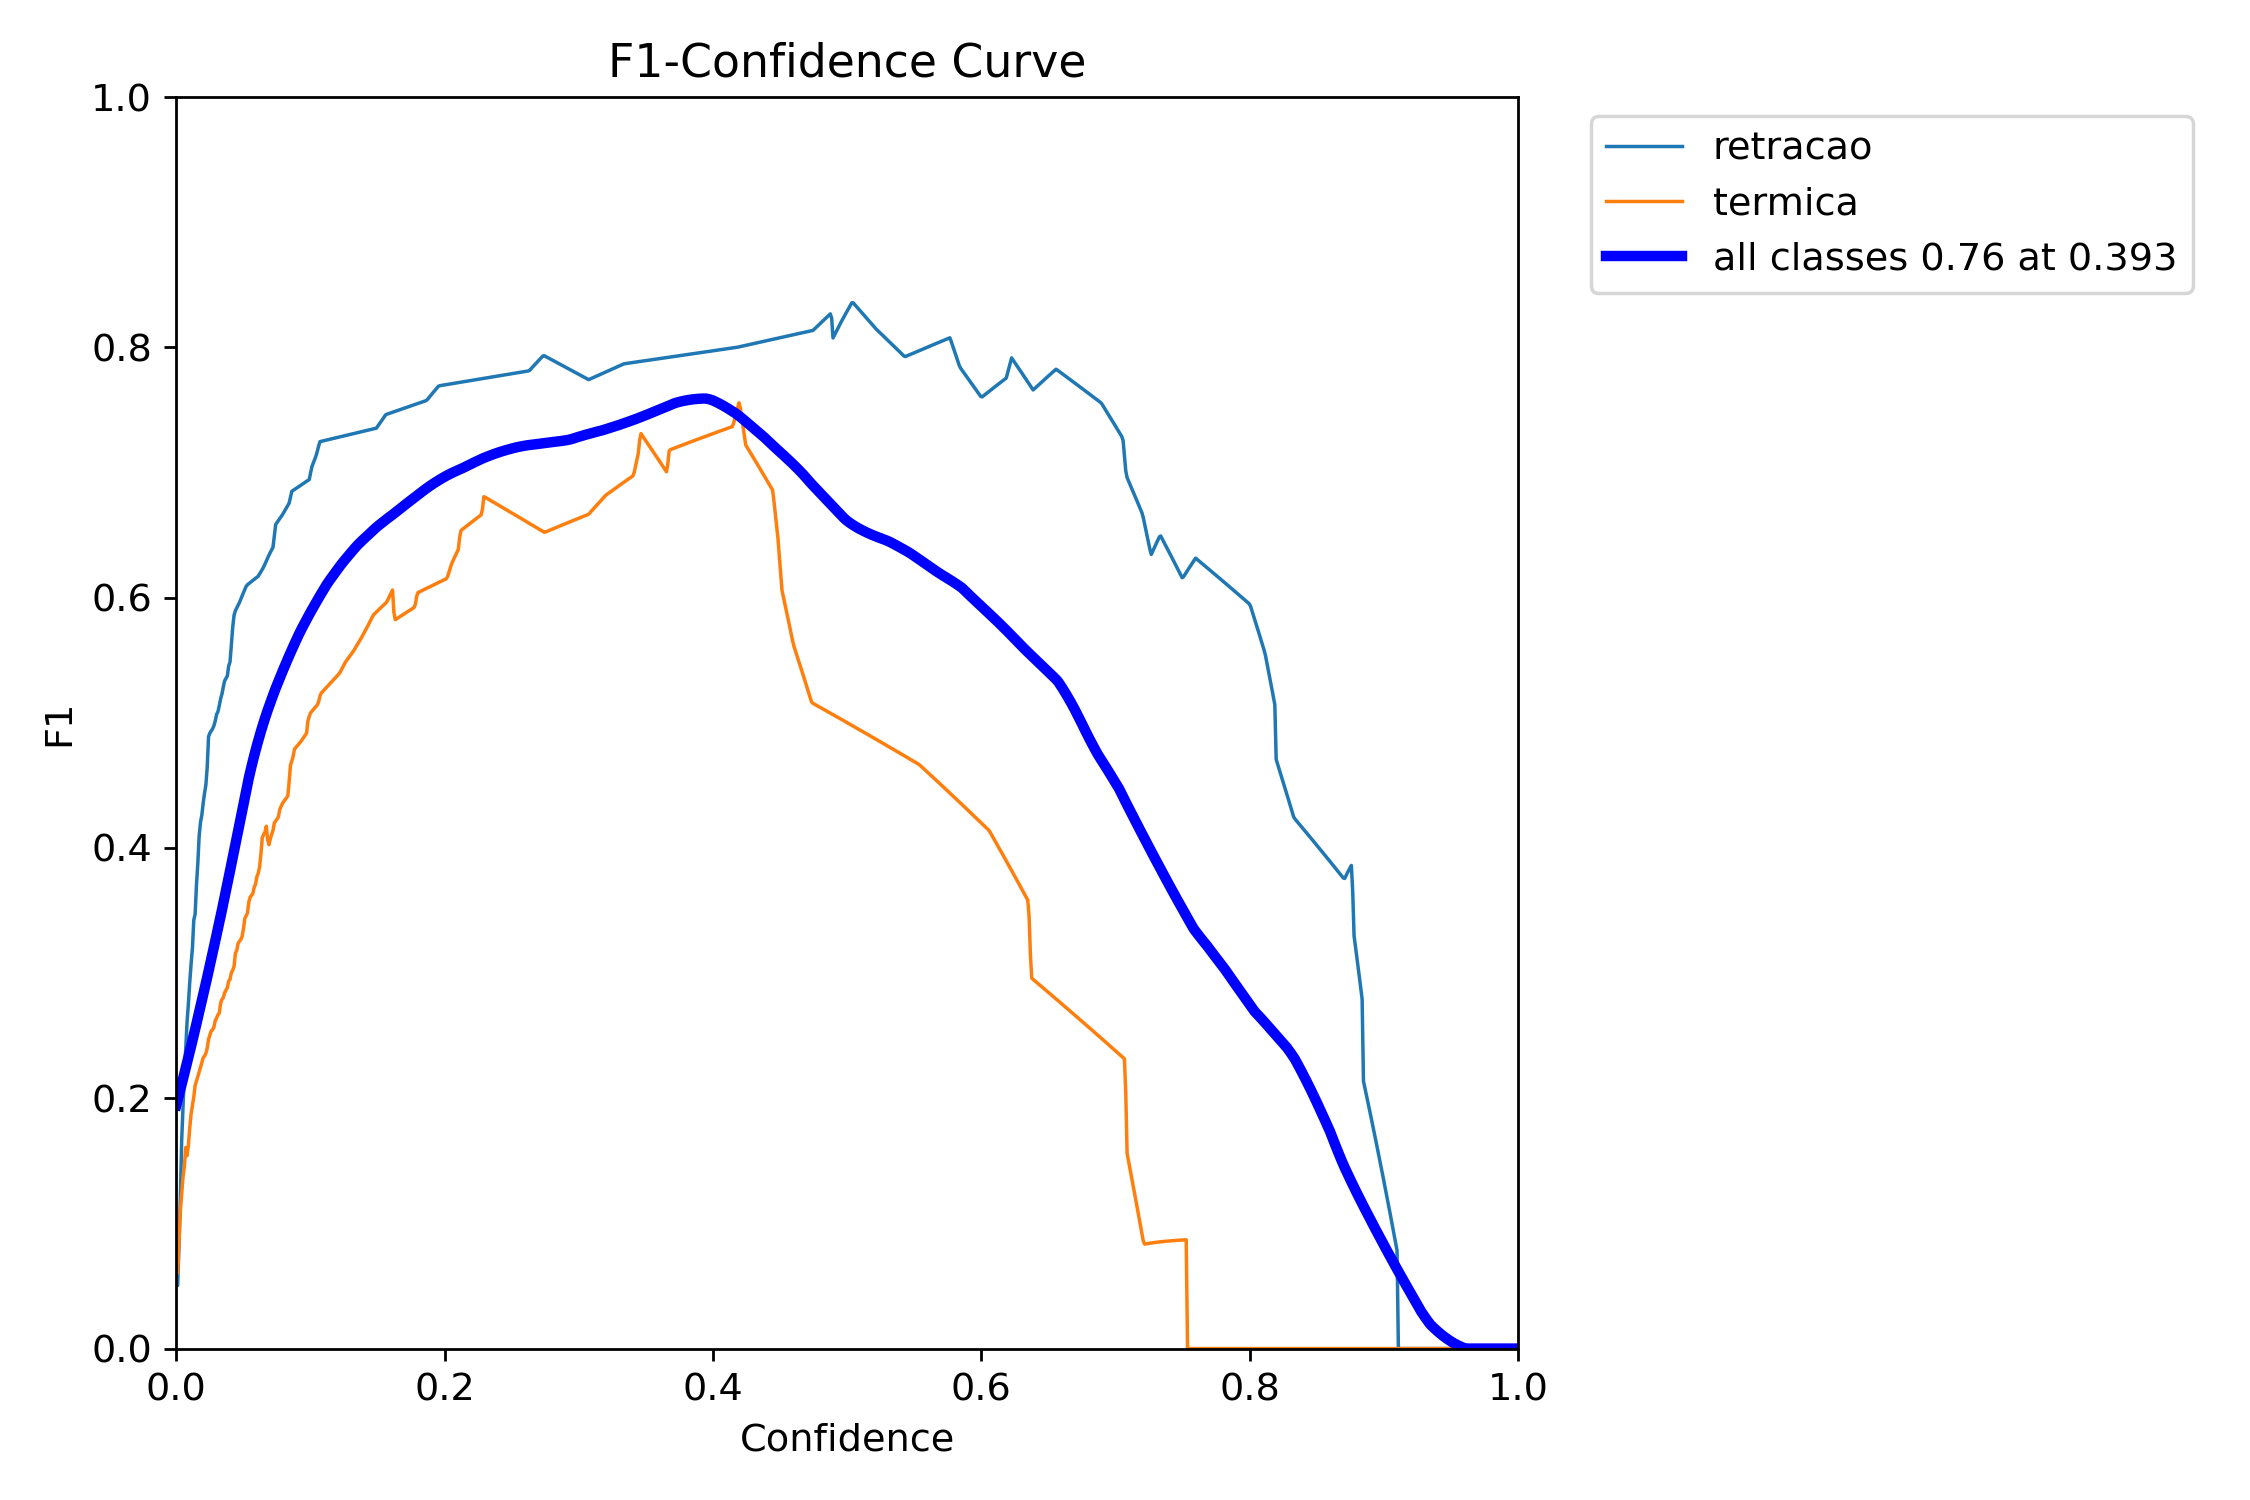 F1-Confidence Curve
retracao
termica
all classes 0.76 at 0.393
F1
1.0
0.8
0.6
0.4
0.2
0.0
0.0 0.2 0.4 0.6 0.8 1.0
Confidence